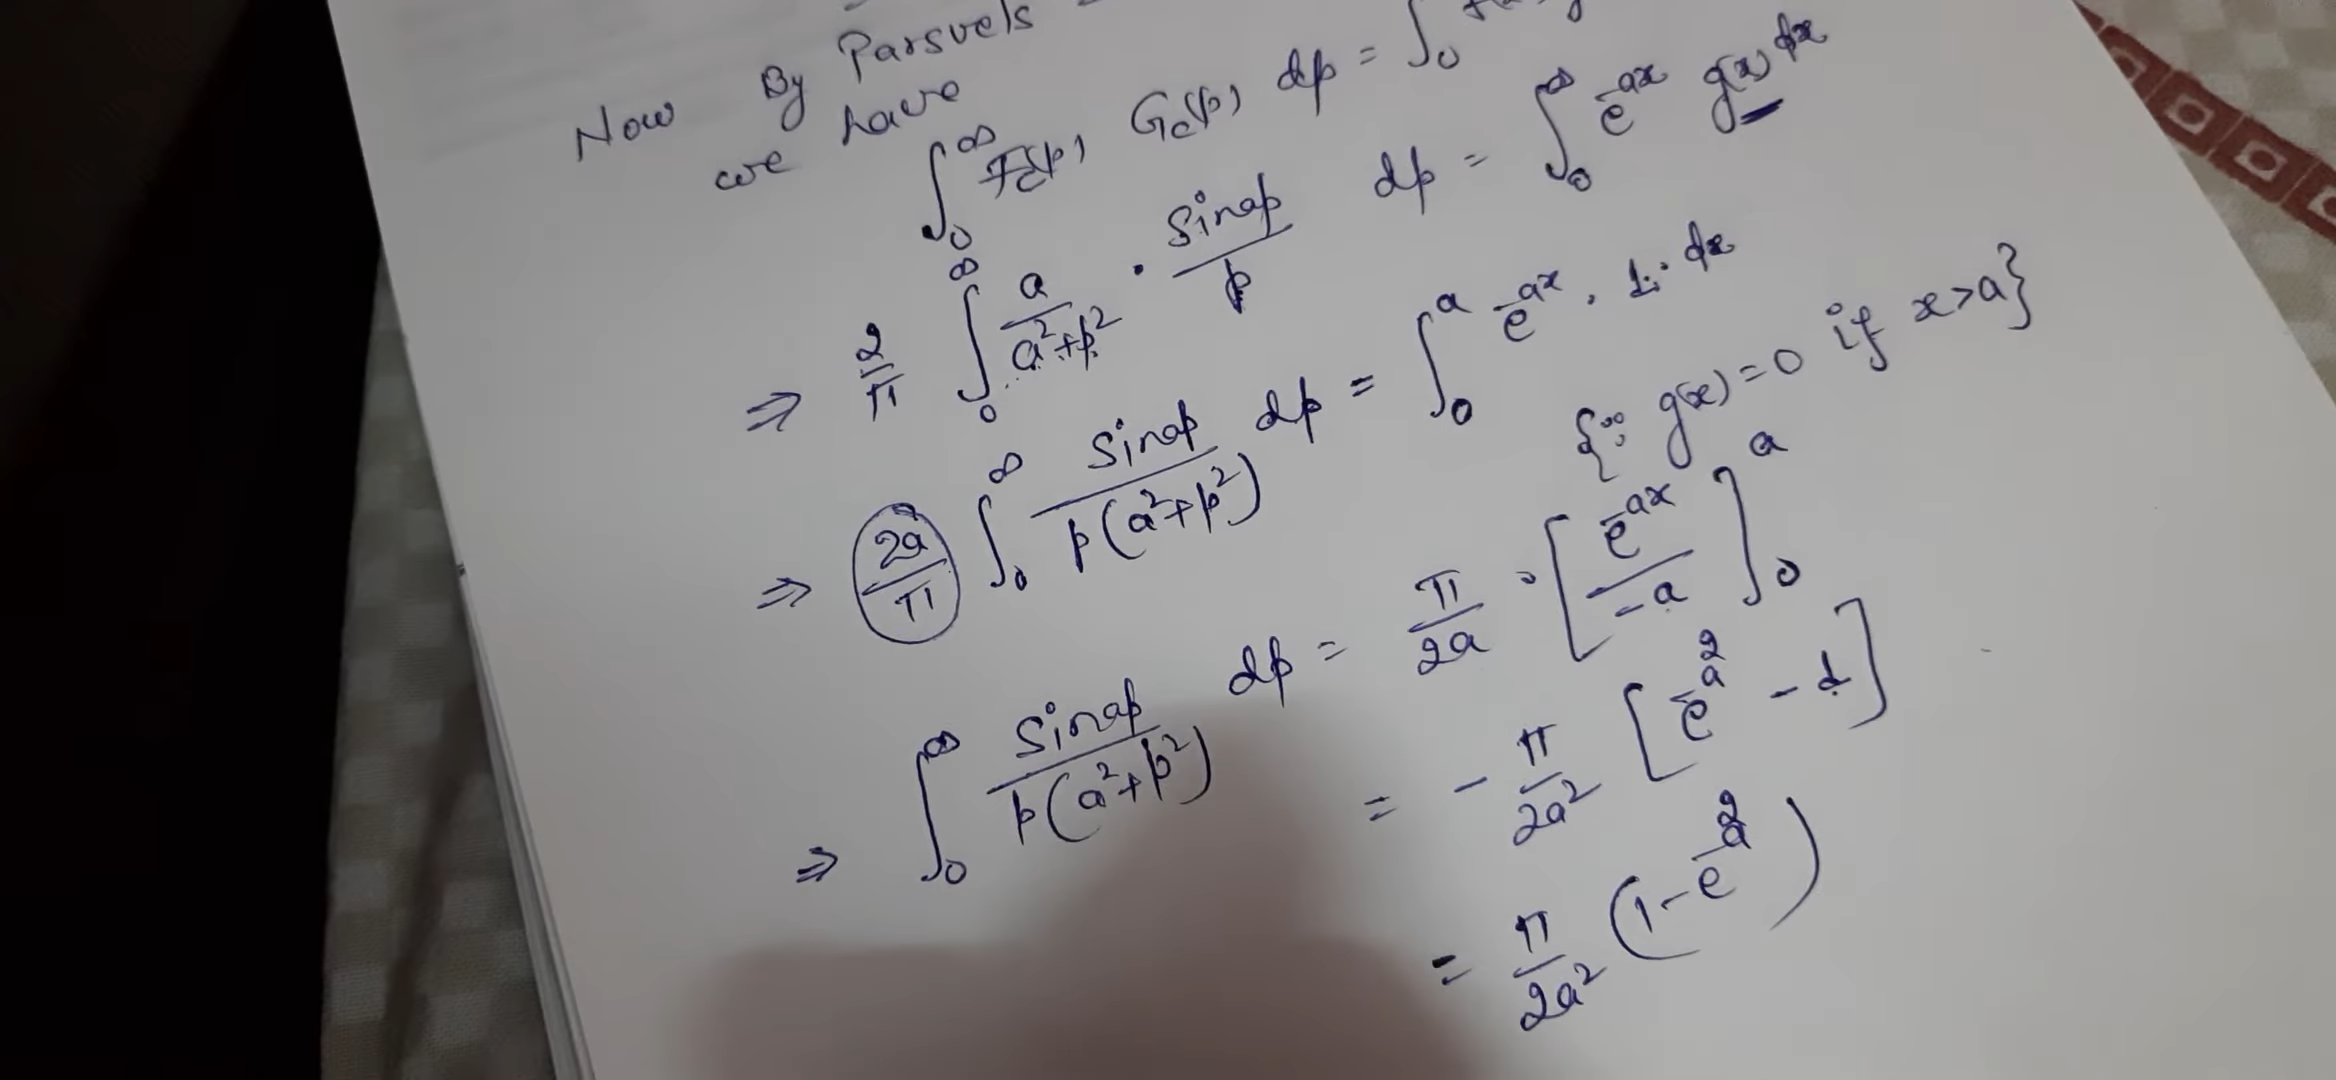 Now By Parsvels
we have
∫₀^∞ Fc(p) Gc(p) dp = ∫₀
⇒ 2/π ∫₀^∞ a/(a²+p²) · Sinap/p dp = ∫₀^∞ e^-ax g(x) dx
⇒ 2a/π ∫₀^∞ Sinap/(p(a²+p²)) dp = ∫₀^a e^-ax . 1. dx
{∵ g(x)=0 if x>a}
⇒ ∫₀^∞ Sinap/(p(a²+p²)) dp = π/2a · [e^-ax/-a]₀^a
= - π/2a² [e^-a² - 1]
= π/2a² (1-e^-a²)